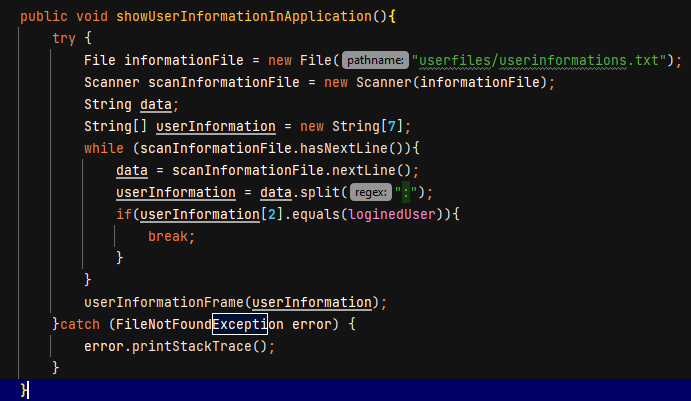 public void showUserInformationInApplication(){
try {
File informationFile = new File( pathname: "userfiles/userinformations.txt");
Scanner scanInformationFile = new Scanner(informationFile);
String data;
String[] userInformation = new String[7];
while (scanInformationFile.hasNextLine()){
data = scanInformationFile.nextLine();
userInformation = data.split( regex: ":");
if(userInformation[2].equals(loginedUser)){
break;
}
}
userInformationFrame(userInformation);
}catch (FileNotFoundException error) {
error.printStackTrace();
}
}